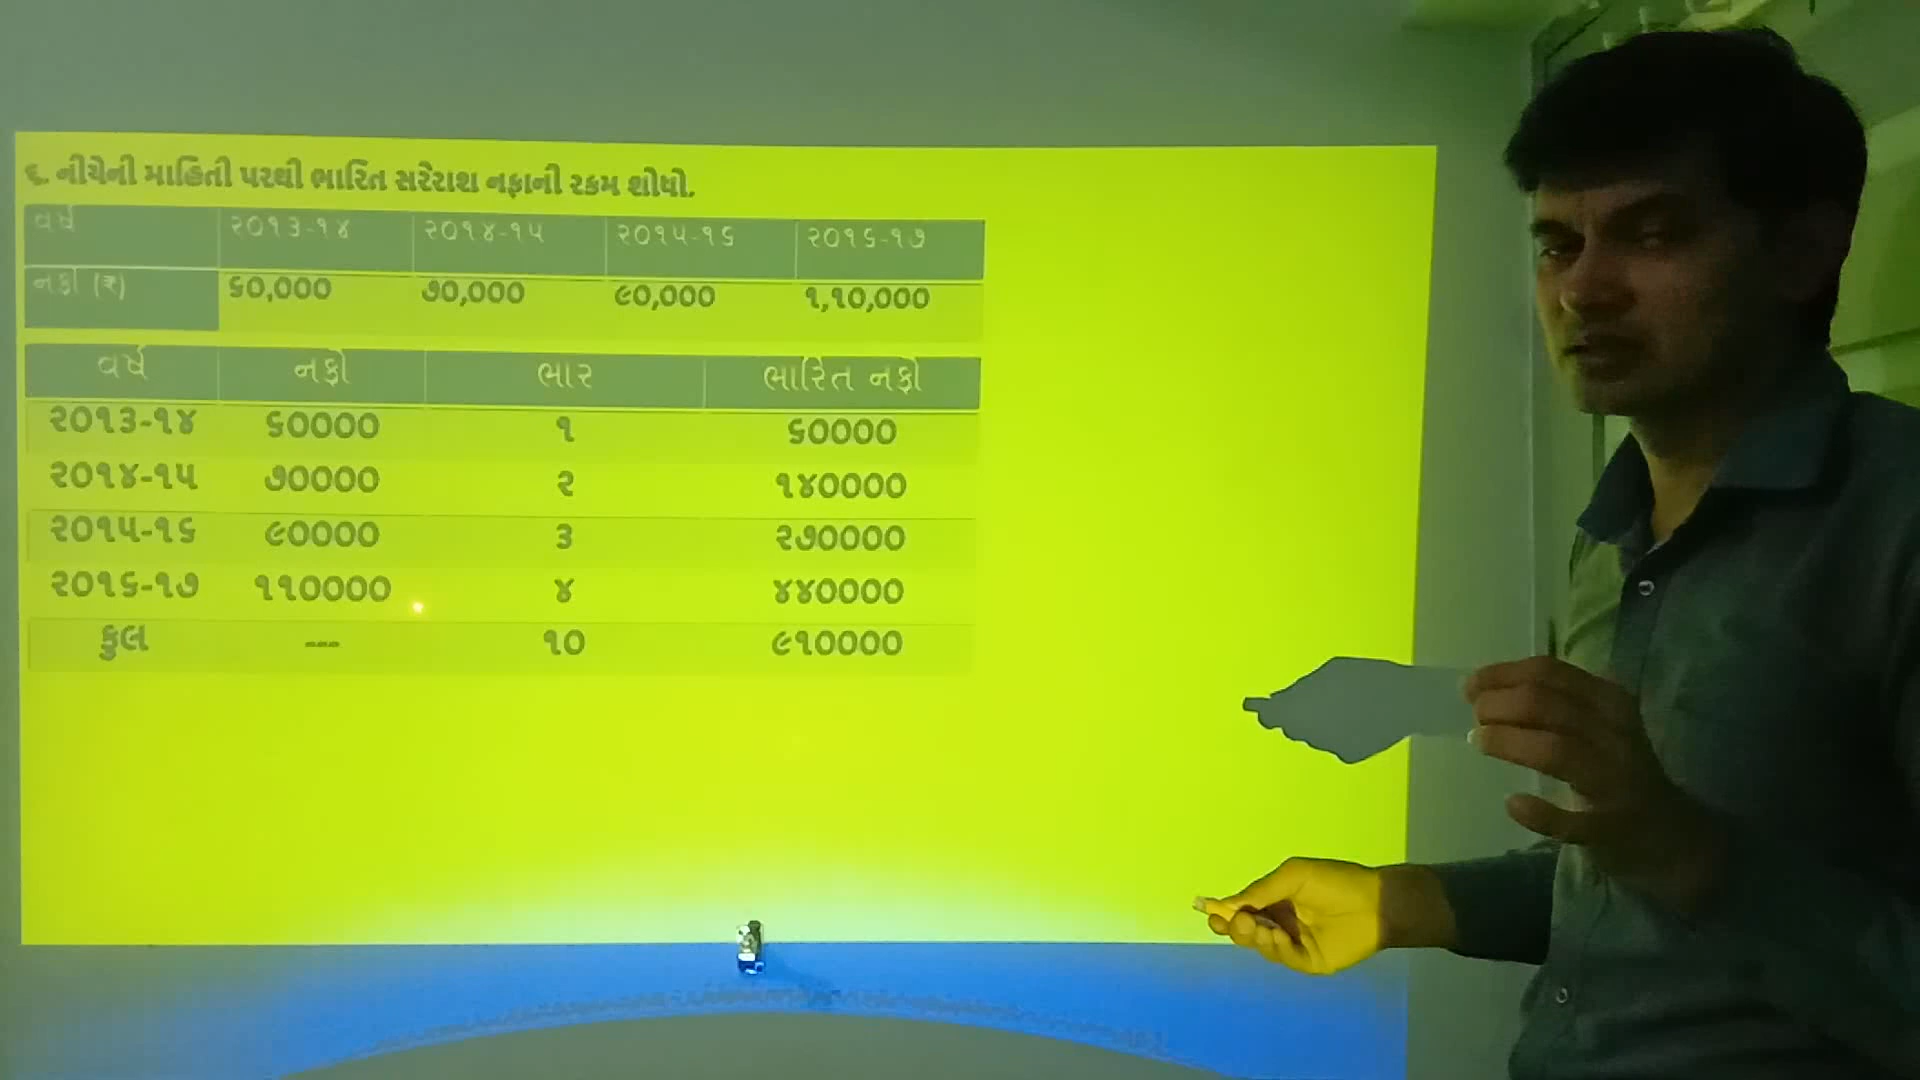 ૬. નીચેની માહિતી પરથી ભારિત સરેરાશ નફાની રકમ શોધો.
વર્ષ ૨૦૧૩-૧૪ ૨૦૧૪-૧૫ ૨૦૧૫-૧૬ ૨૦૧૬-૧૭
નફો (₹) ૬૦,૦૦૦ ૭૦,૦૦૦ ૯૦,૦૦૦ ૧,૧૦,૦૦૦
વર્ષ નફો ભાર ભારિત નફો
૨૦૧૩-૧૪ ૬૦૦૦૦ ૧ ૬૦૦૦૦
૨૦૧૪-૧૫ ૭૦૦૦૦ ૨ ૧૪૦૦૦૦
૨૦૧૫-૧૬ ૯૦૦૦૦ ૩ ૨૭૦૦૦૦
૨૦૧૬-૧૭ ૧૧૦૦૦૦ ૪ ૪૪૦૦૦૦
કુલ --- ૧૦ ૯૧૦૦૦૦